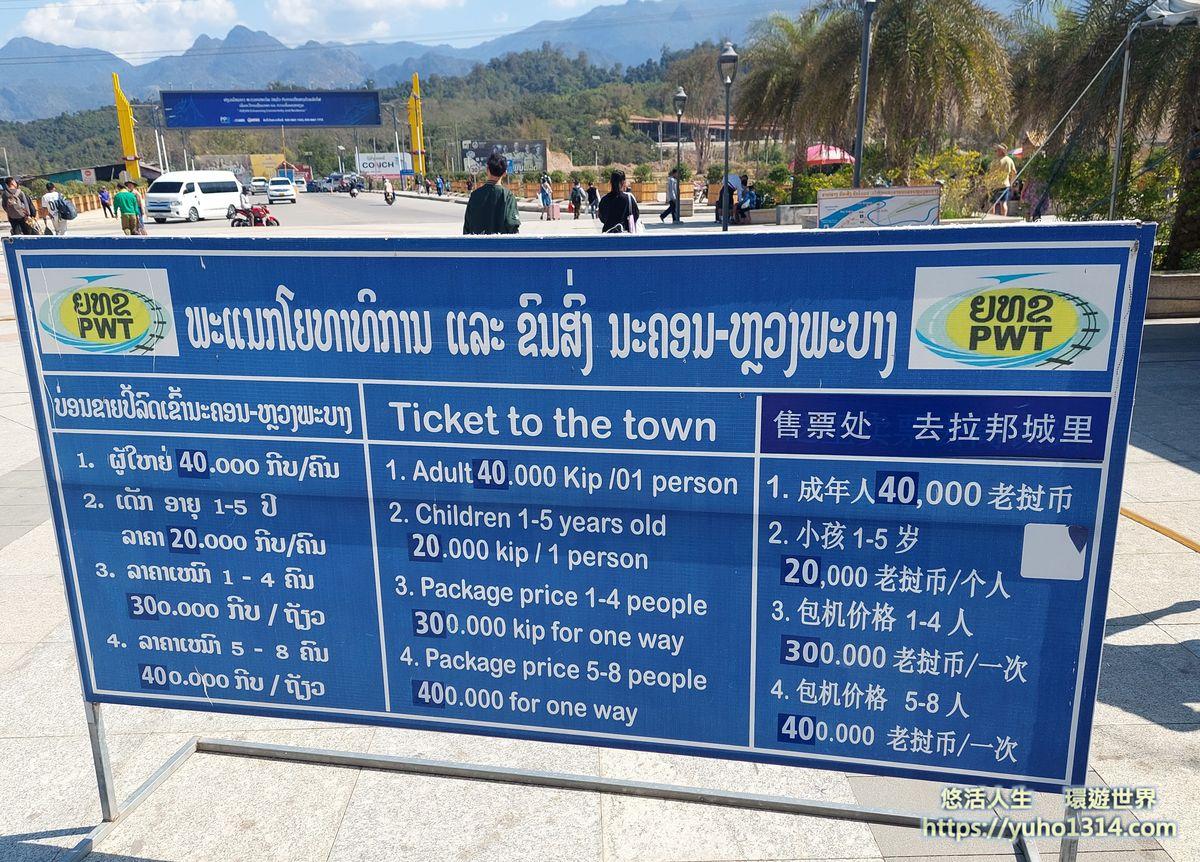 CONCH
ຍທຂ
PWT
ພະແນກໂຍທາທິການ ແລະ ຂົນສົ່ງ ນະຄອນ-ຫຼວງພະບາງ
ຍທຂ
PWT
ບ່ອນຂາຍປີ້ລົດເຂົ້ານະຄອນ-ຫຼວງພະບາງ
1. ຜູ້ໃຫຍ່ 40.000 ກີບ/ຄົນ
2. ເດັກ ອາຍຸ 1-5 ປີ
ລາຄາ 20.000 ກີບ/ຄົນ
3. ລາຄາເໝົາ 1 - 4 ຄົນ
300.000 ກີບ / ຖ້ຽວ
4. ລາຄາເໝົາ 5 - 8 ຄົນ
400.000 ກີບ / ຖ້ຽວ
Ticket to the town
1. Adult 40.000 Kip /01 person
2. Children 1-5 years old
20.000 kip / 1 person
3. Package price 1-4 people
300.000 kip for one way
4. Package price 5-8 people
400.000 for one way
售票处 去拉邦城里
1. 成年人40,000 老挝币
2. 小孩1-5 岁
20,000 老挝币/个人
3. 包机价格 1-4 人
300.000 老挝币/一次
4. 包机价格 5-8 人
400.000 老挝币/一次
悠活人生 環遊世界
https://yuho1314.com